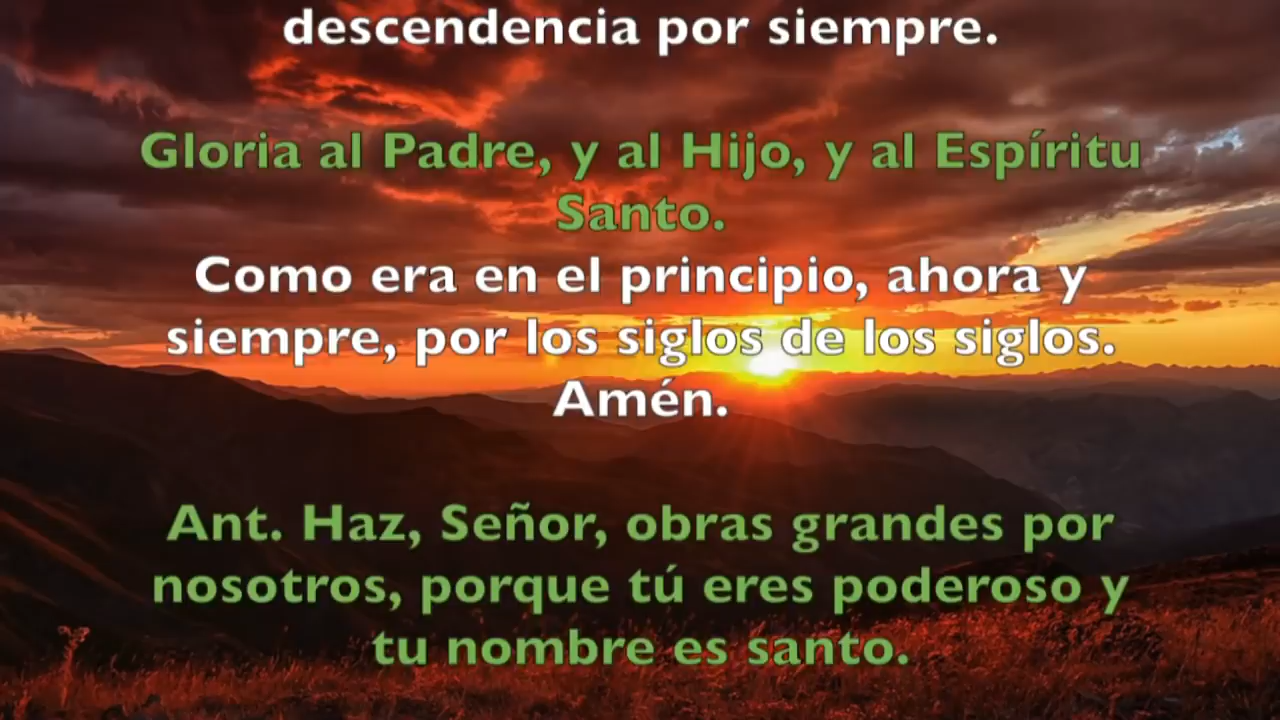 descendencia por siempre.
Gloria al Padre, y al Hijo, y al Espíritu
Santo.
Como era en el principio, ahora y
siempre, por los siglos de los siglos.
Amén.
Ant. Haz, Señor, obras grandes por
nosotros, porque tú eres poderoso y
tu nombre es santo.